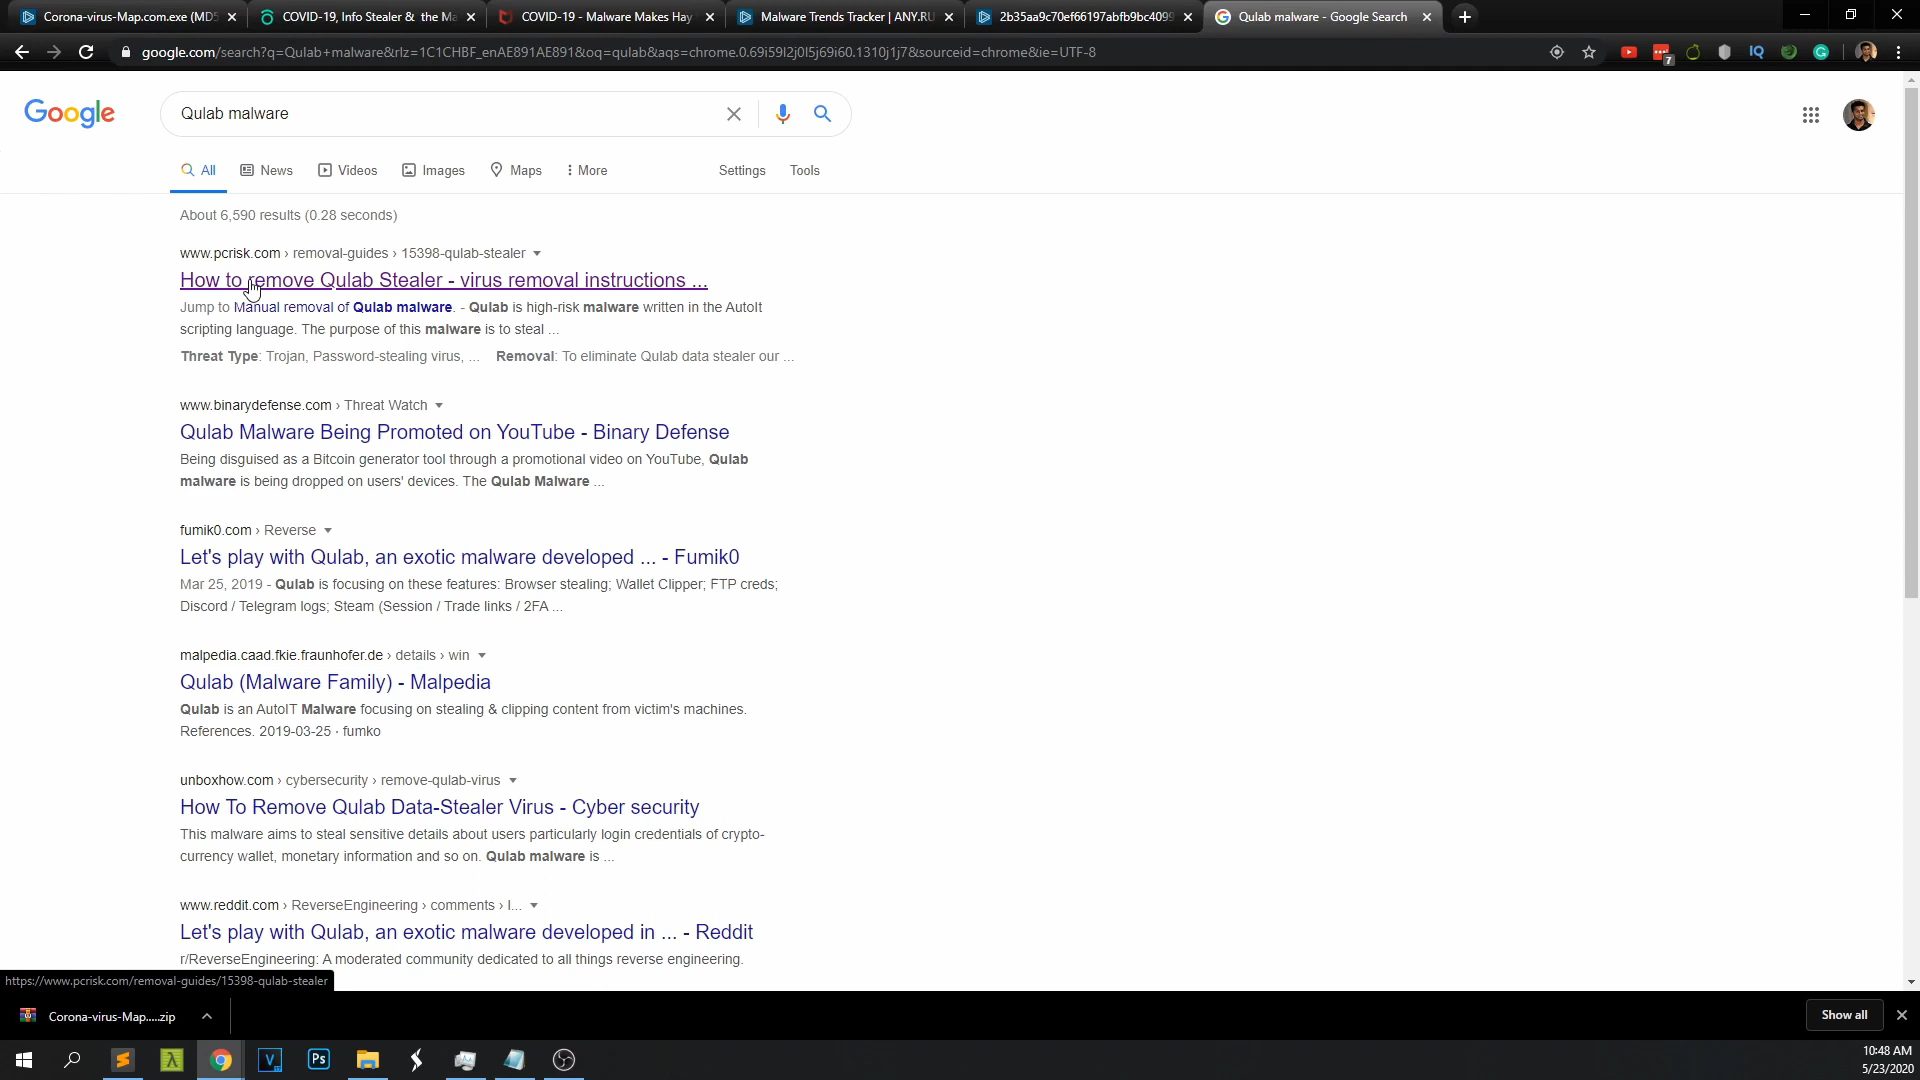 Corona-virus-Map.com.exe (MD5
COVID-19, Info Stealer & the Ma
COVID-19 - Malware Makes Hay
Malware Trends Tracker | ANY.RU
2b35aa9c70ef66197abfb9bc4099
Qulab malware - Google Search
google.com/search?q=Qulab+malware&rlz=1C1CHBF_enAE891AE891&oq=qulab&aqs=chrome.0.69i59l2j0l5j69i60.1310j1j7&sourceid=chrome&ie=UTF-8
7
IQ
Google
Qulab malware
All
News
Videos
Images
Maps
More
Settings
Tools
About 6,590 results (0.28 seconds)
www.pcrisk.com › removal-guides › 15398-qulab-stealer
How to remove Qulab Stealer - virus removal instructions ...
Jump to Manual removal of Qulab malware. - Qulab is high-risk malware written in the AutoIt
scripting language. The purpose of this malware is to steal ...
Threat Type: Trojan, Password-stealing virus, ... Removal: To eliminate Qulab data stealer our ...
www.binarydefense.com › Threat Watch
Qulab Malware Being Promoted on YouTube - Binary Defense
Being disguised as a Bitcoin generator tool through a promotional video on YouTube, Qulab
malware is being dropped on users' devices. The Qulab Malware ...
fumik0.com › Reverse
Let's play with Qulab, an exotic malware developed ... - Fumik0
Mar 25, 2019 - Qulab is focusing on these features: Browser stealing; Wallet Clipper; FTP creds;
Discord / Telegram logs; Steam (Session / Trade links / 2FA ...
malpedia.caad.fkie.fraunhofer.de › details › win
Qulab (Malware Family) - Malpedia
Qulab is an AutoIT Malware focusing on stealing & clipping content from victim's machines.
References. 2019-03-25 · fumko
unboxhow.com › cybersecurity › remove-qulab-virus
How To Remove Qulab Data-Stealer Virus - Cyber security
This malware aims to steal sensitive details about users particularly login credentials of crypto-
currency wallet, monetary information and so on. Qulab malware is ...
www.reddit.com › ReverseEngineering › comments › l...
Let's play with Qulab, an exotic malware developed in ... - Reddit
r/ReverseEngineering: A moderated community dedicated to all things reverse engineering.
https://www.pcrisk.com/removal-guides/15398-qulab-stealer
Corona-virus-Map.....zip
Show all
V
Ps
10:48 AM
5/23/2020